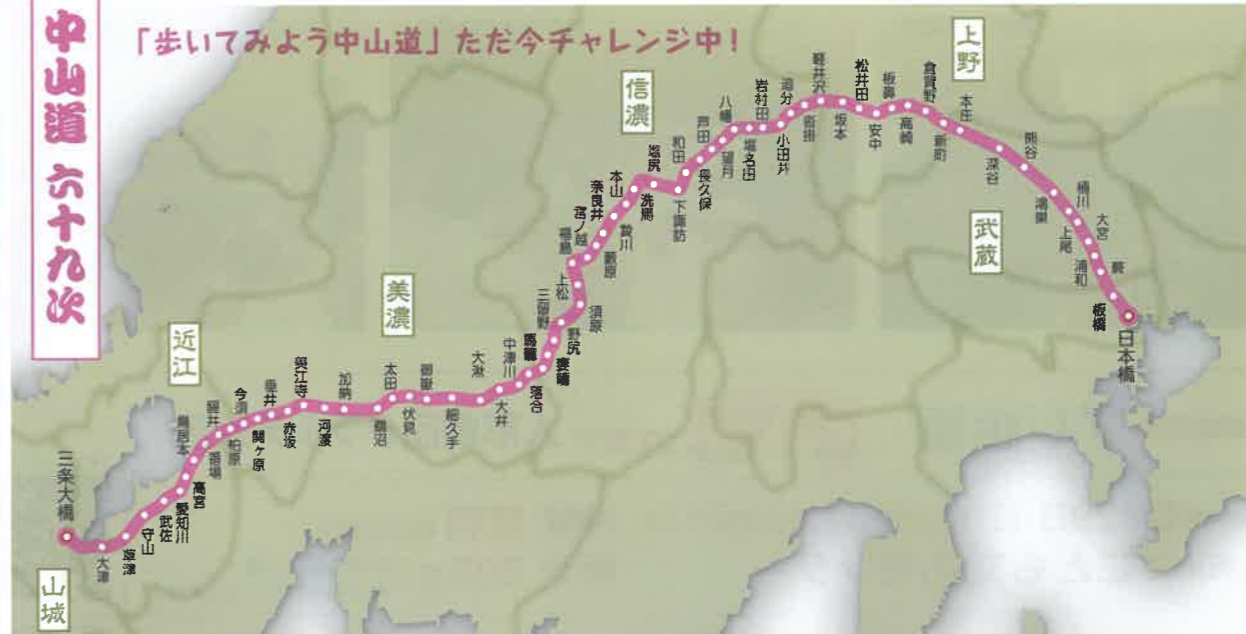 中山道 六十九次
「歩いてみよう中山道」ただ今チャレンジ中!
上野
信濃
武蔵
美濃
近江
山城
日本橋
板橋
蕨
浦和
大宮
上尾
桶川
鴻巣
熊谷
深谷
本庄
新町
倉賀野
高崎
板鼻
安中
松井田
坂本
軽井沢
沓掛
追分
小田井
岩村田
塩名田
八幡
望月
芦田
長久保
和田
下諏訪
塩尻
洗馬
本山
贄川
奈良井
藪原
宮ノ越
福島
上松
須原
野尻
三留野
妻籠
馬籠
落合
中津川
大井
大湫
細久手
御嶽
伏見
太田
鵜沼
加納
河渡
美江寺
赤坂
垂井
関ヶ原
今須
柏原
醒井
番場
鳥居本
高宮
愛知川
武佐
守山
草津
大津
三条大橋